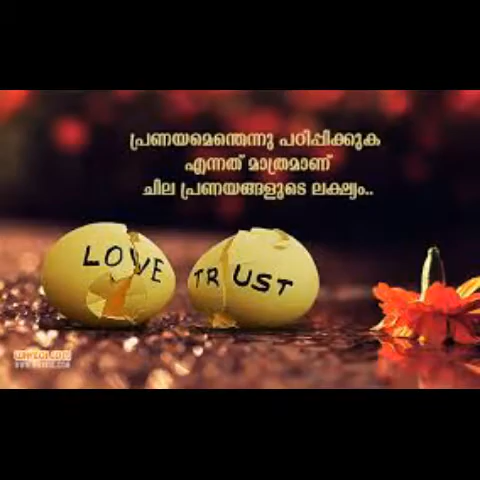 പ്രണയമെന്തെന്നു പഠിപ്പിക്കുക
എന്നത് മാത്രമാണ്
ചില പ്രണയങ്ങളുടെ ലക്ഷ്യം..
LOVE TRUST